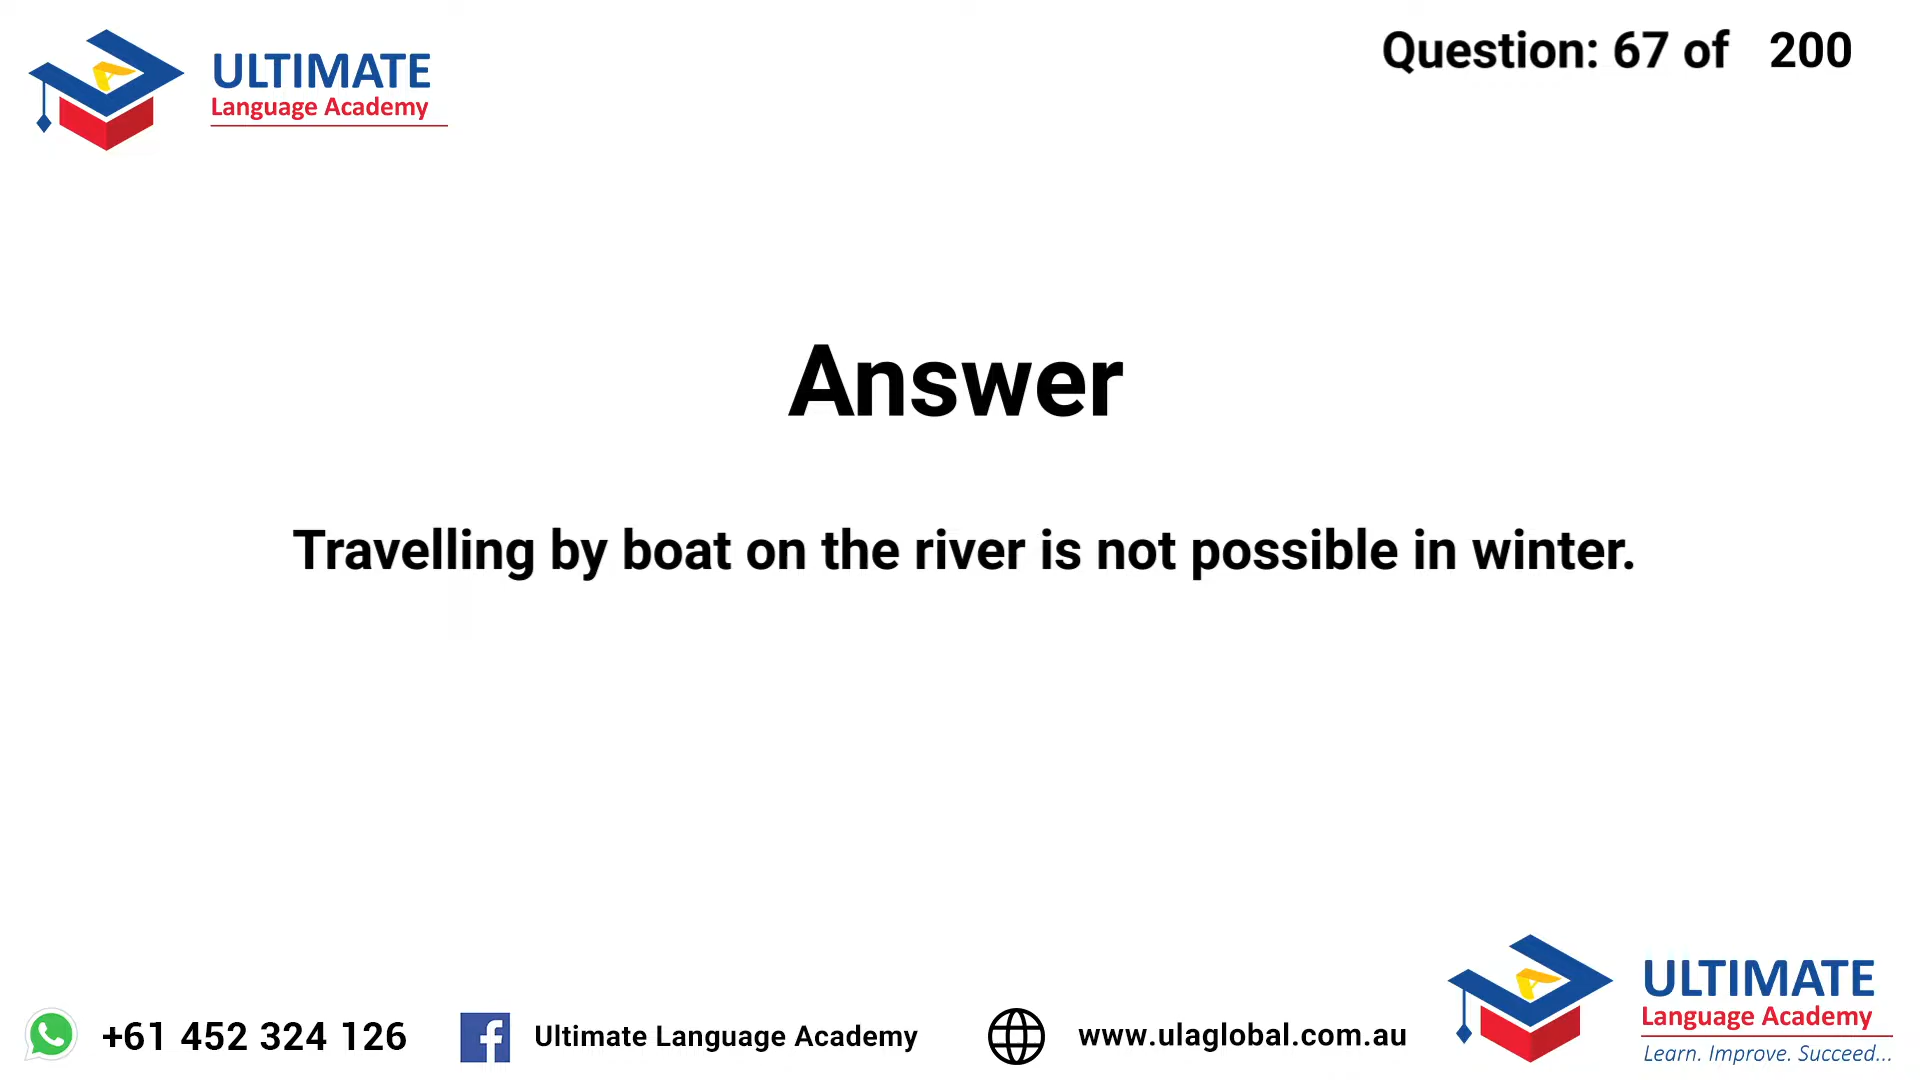 ULTIMATE
Language Academy
Question: 67 of 200
Answer
Travelling by boat on the river is not possible in winter.
+61 452 324 126
Ultimate Language Academy
www.ulaglobal.com.au
ULTIMATE
Language Academy
Learn. Improve. Succeed...